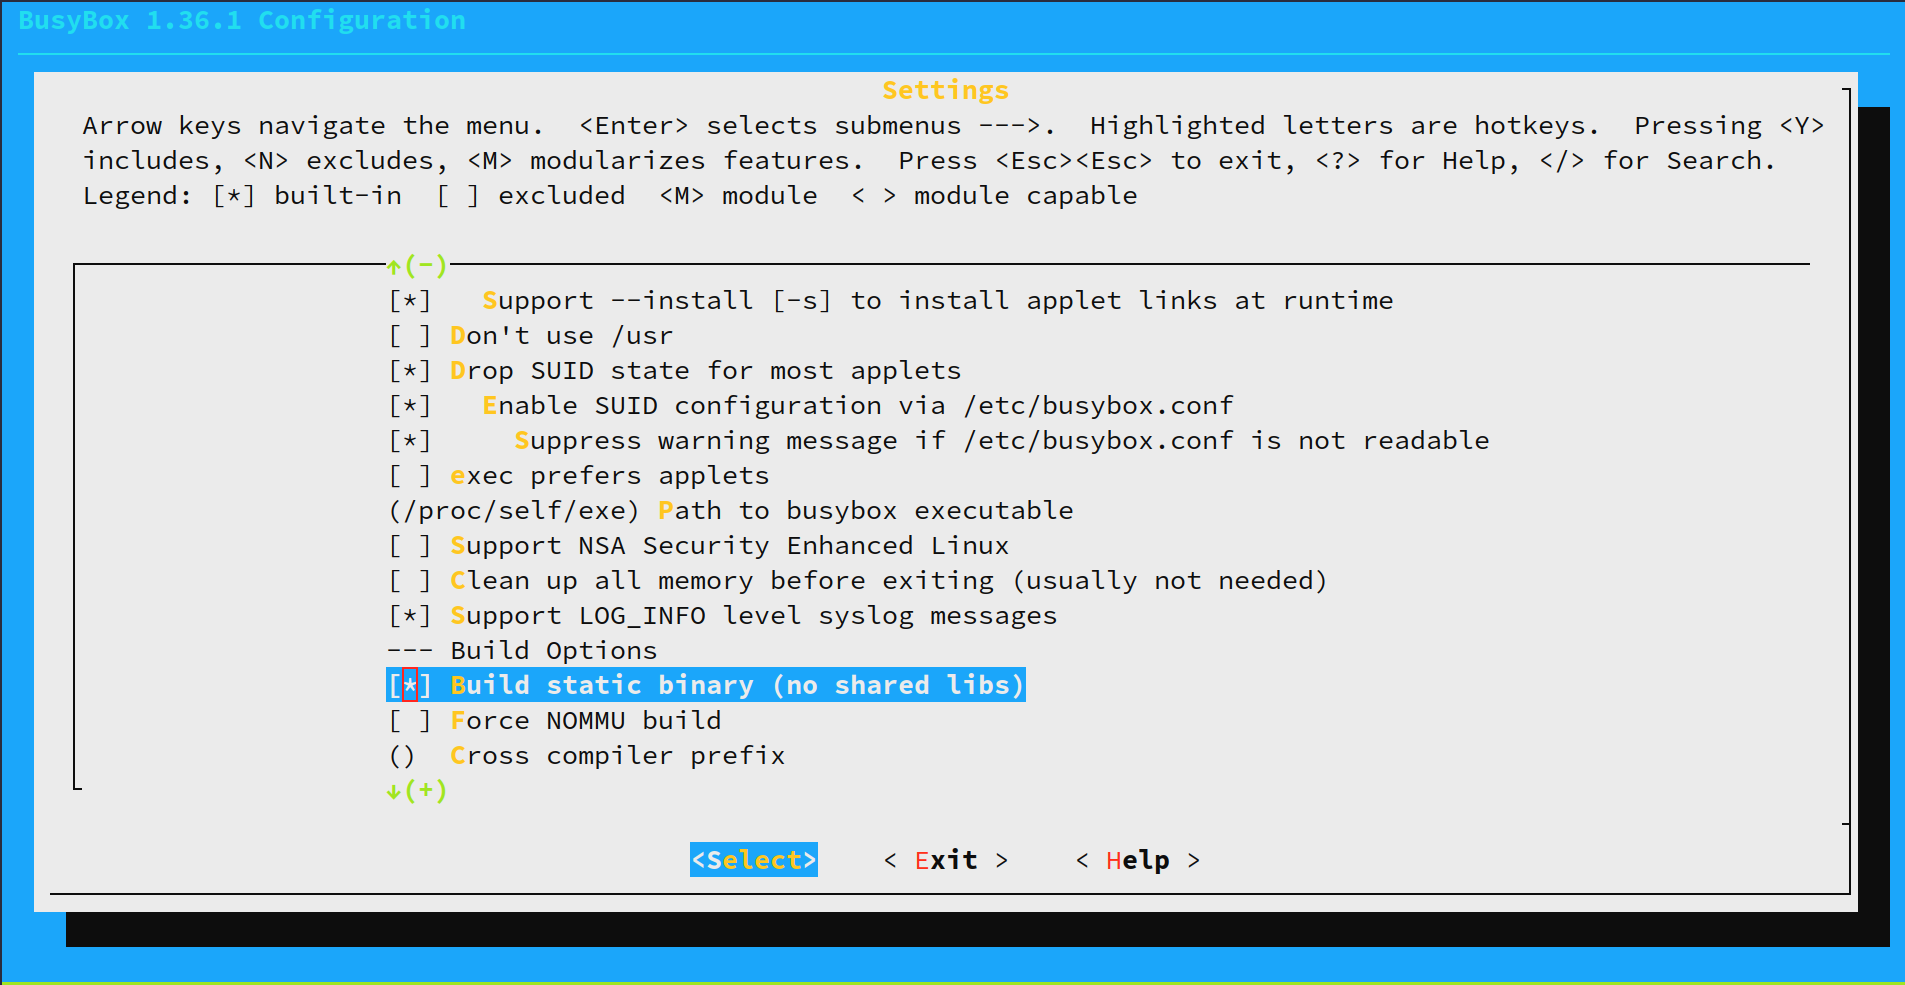 BusyBox 1.36.1 Configuration
Settings
Arrow keys navigate the menu.  <Enter> selects submenus --->.  Highlighted letters are hotkeys.  Pressing <Y>
includes, <N> excludes, <M> modularizes features.  Press <Esc><Esc> to exit, <?> for Help, </> for Search.
Legend: [*] built-in  [ ] excluded  <M> module  < > module capable
↑(-)
[*]   Support --install [-s] to install applet links at runtime
[ ] Don't use /usr
[*] Drop SUID state for most applets
[*]   Enable SUID configuration via /etc/busybox.conf
[*]     Suppress warning message if /etc/busybox.conf is not readable
[ ] exec prefers applets
(/proc/self/exe) Path to busybox executable
[ ] Support NSA Security Enhanced Linux
[ ] Clean up all memory before exiting (usually not needed)
[*] Support LOG_INFO level syslog messages
--- Build Options
[*] Build static binary (no shared libs)
[ ] Force NOMMU build
()  Cross compiler prefix
↓(+)
<Select>    < Exit >    < Help >